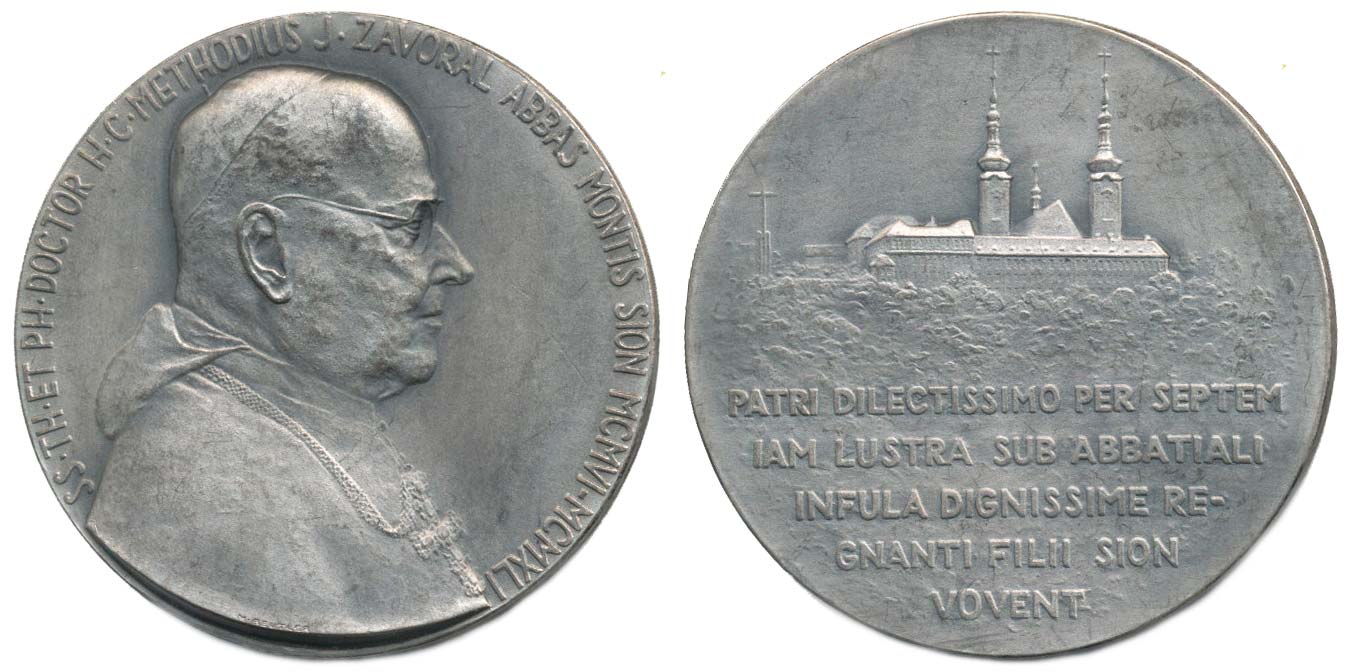 SS·TH·ET PH·DOCTOR H·C·METHODIUS J·ZAVORAL ABBAS MONTIS SION MCMVI-MCMXLI
PATRI DILECTISSIMO PER SEPTEM
IAM LUSTRA SUB ABBATIALI
INFULA DIGNISSIME RE-
GNANTI FILII SION
VOVENT